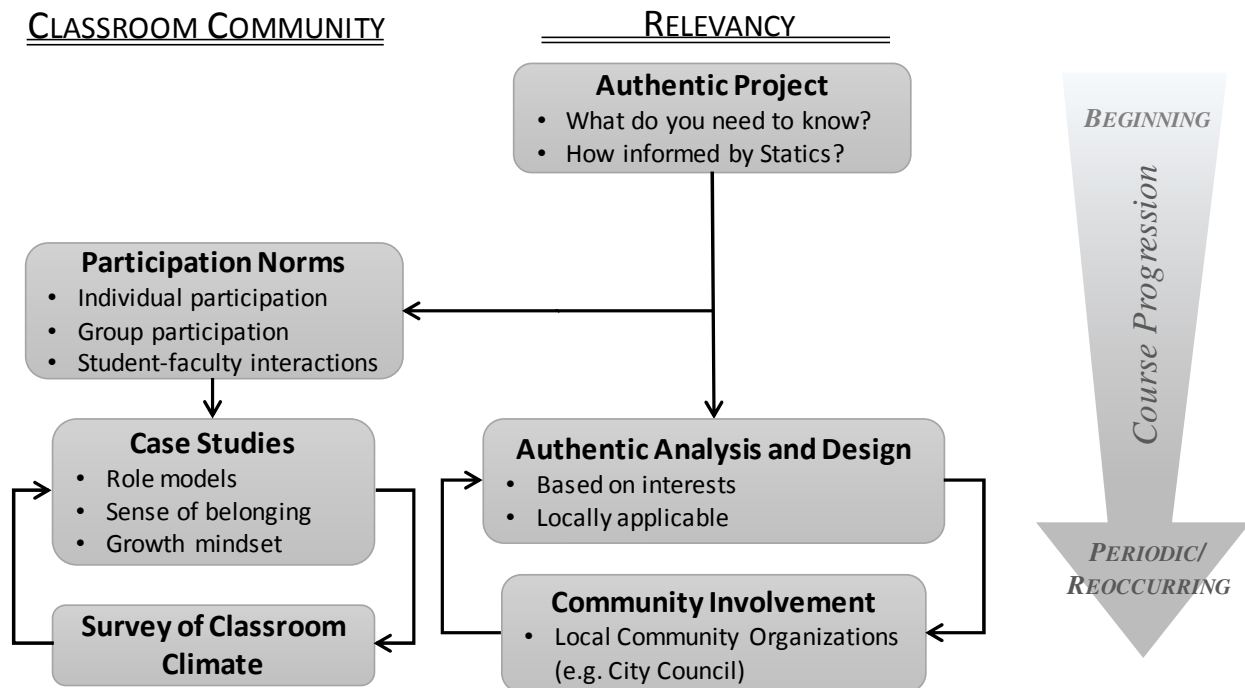 CLASSROOM COMMUNITY
RELEVANCY
Authentic Project
• What do you need to know?
• How informed by Statics?
BEGINNING
Course Progression
Participation Norms
• Individual participation
• Group participation
• Student-faculty interactions
Case Studies
• Role models
• Sense of belonging
• Growth mindset
Authentic Analysis and Design
• Based on interests
• Locally applicable
PERIODIC/
REOCCURRING
Survey of Classroom
Climate
Community Involvement
• Local Community Organizations
(e.g. City Council)